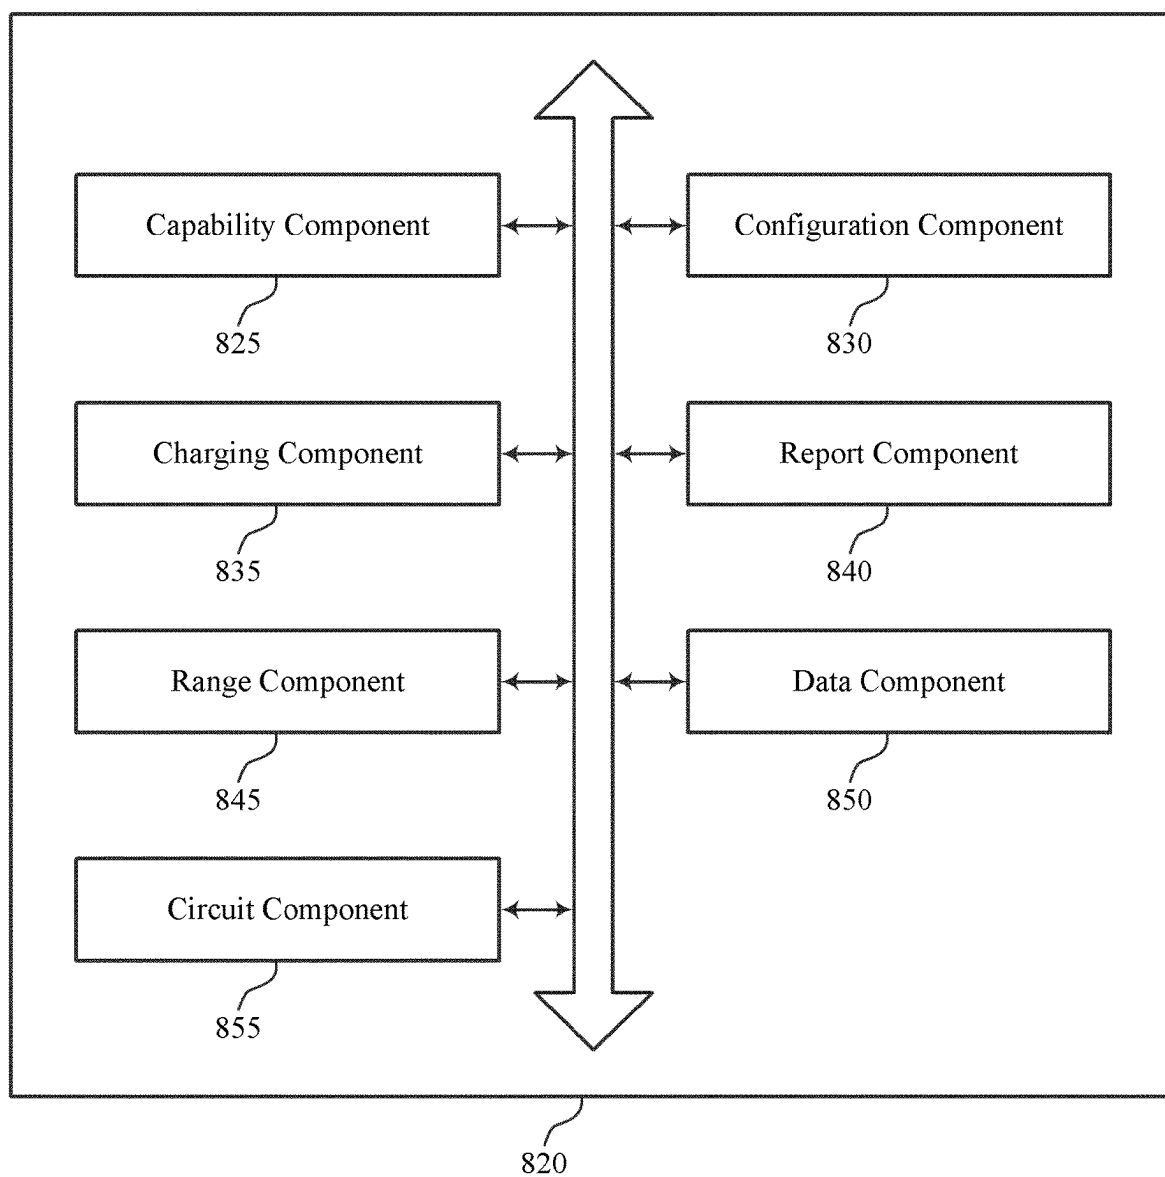 Capability Component
Configuration Component
825
830
Charging Component
Report Component
835
840
Range Component
Data Component
845
850
Circuit Component
855
820